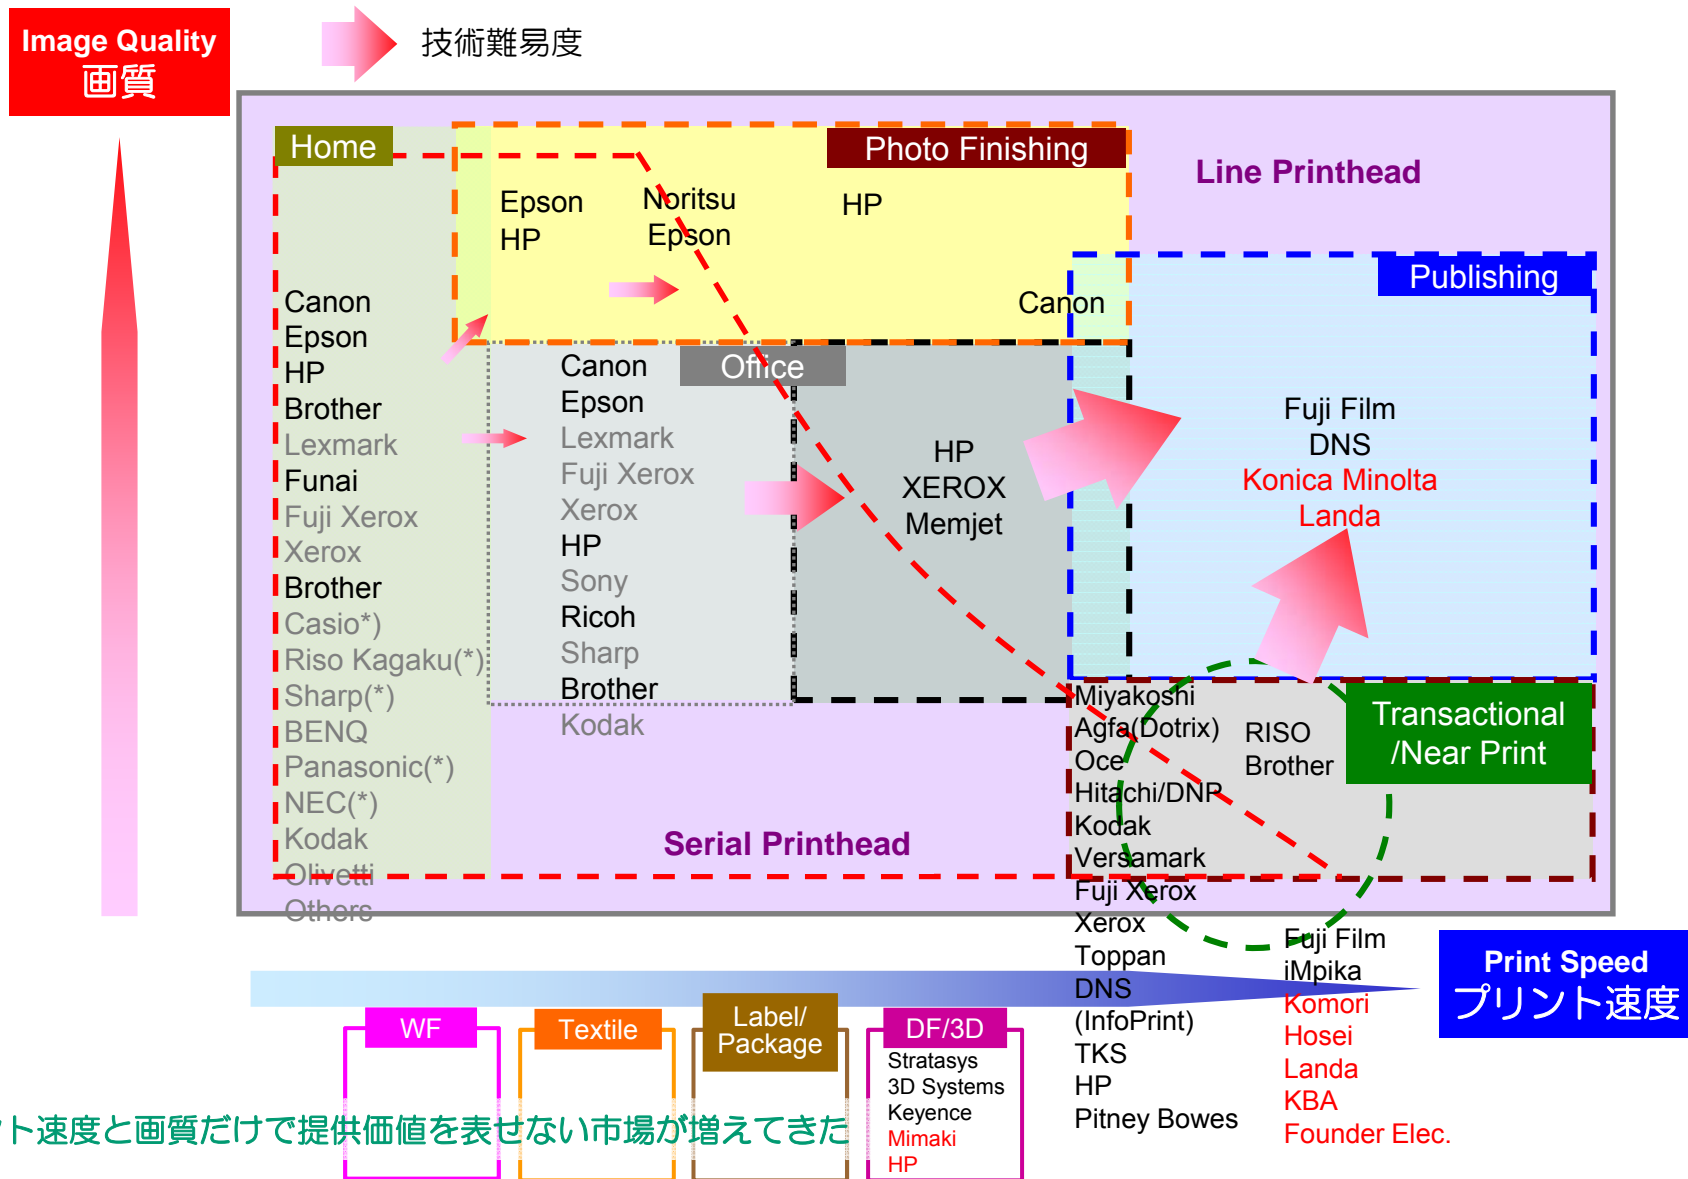 Image Quality
画質
技術難易度
Home
Photo Finishing
Line Printhead
Epson
HP
Noritsu
Epson
HP
Canon
Publishing
Canon
Epson
HP
Brother
Lexmark
Funai
Fuji Xerox
Xerox
Brother
Casio*)
Riso Kagaku(*)
Sharp(*)
BENQ
Panasonic(*)
NEC(*)
Kodak
Olivetti
Others
Office
Canon
Epson
Lexmark
Fuji Xerox
Xerox
HP
Sony
Ricoh
Sharp
Brother
Kodak
HP
XEROX
Memjet
Fuji Film
DNS
Konica Minolta
Landa
Serial Printhead
Miyakoshi
Agfa(Dotrix)
Oce
Hitachi/DNP
Kodak
Versamark
Fuji Xerox
Xerox
Toppan
DNS
(InfoPrint)
TKS
HP
Pitney Bowes
RISO
Brother
Transactional
/Near Print
Fuji Film
iMpika
Komori
Hosei
Landa
KBA
Founder Elec.
Print Speed
プリント速度
WF
Textile
Label/
Package
DF/3D
Stratasys
3D Systems
Keyence
Mimaki
HP
ント速度と画質だけで提供価値を表せない市場が増えてきた